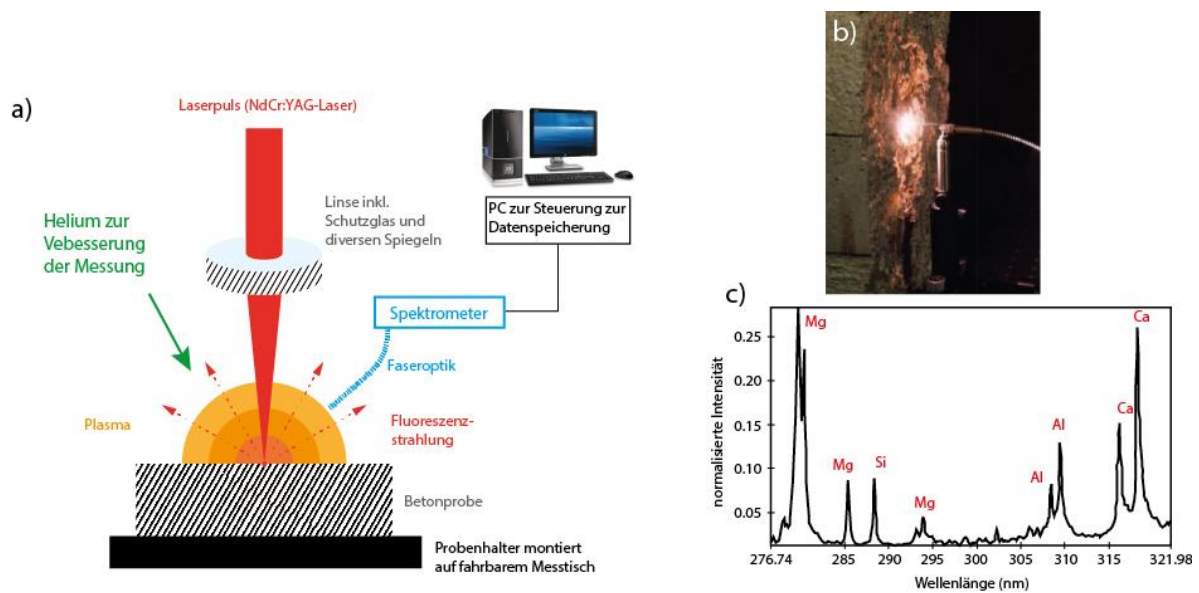 a)
Laserpuls (NdCr:YAG-Laser)
Linse inkl.
Schutzglas und
diversen Spiegeln
Helium zur
Vebesserung
der Messung
PC zur Steuerung zur
Datenspeicherung
Spektrometer
Faseroptik
Plasma
Fluoreszenz-
strahlung
Betonprobe
Probenhalter montiert
auf fahrbarem Messtisch
b)
c)
normalisierte Intensität
0.25
0.20
0.15
0.10
0.05
Mg
Mg
Si
Mg
Al
Al
Ca
Ca
276.74
285
290
295
300
305
310
315
321.98
Wellenlänge (nm)